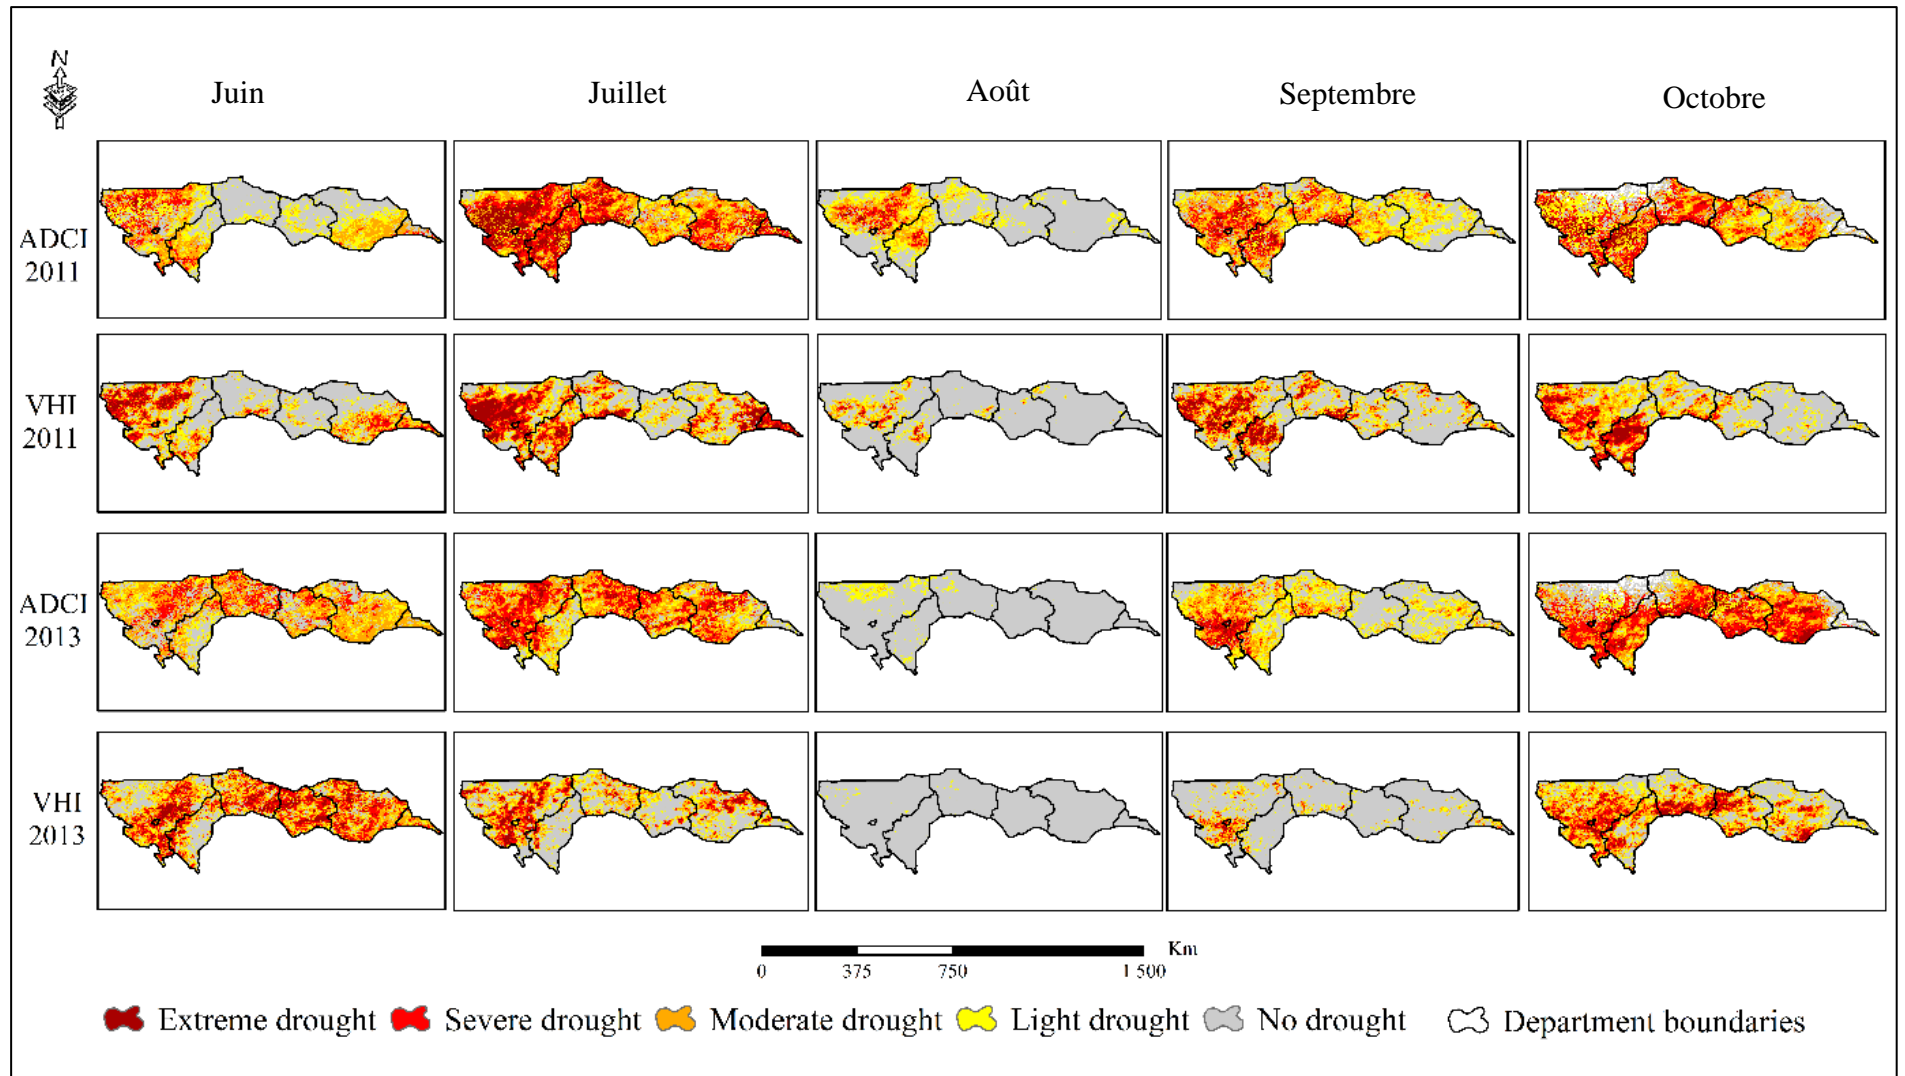 N
Juin
Juillet
Août
Septembre
Octobre
ADCI
2011
VHI
2011
ADCI
2013
VHI
2013
Km
0 375 750 1 500
Extreme drought Severe drought Moderate drought Light drought No drought Department boundaries